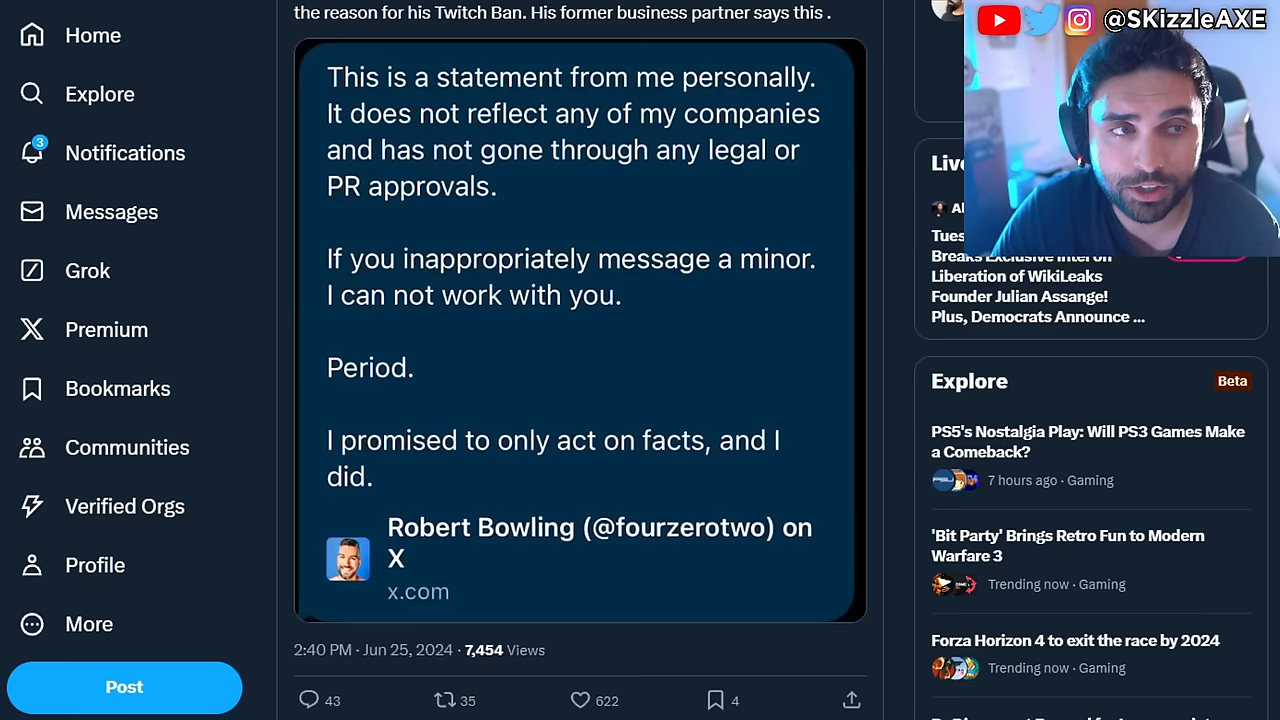 the reason for his Twitch Ban. His former business partner says this .
@SKizzleAXE
Home
Explore
3
Notifications
Messages
Grok
Premium
Bookmarks
Communities
Verified Orgs
Profile
More
Post
This is a statement from me personally.
It does not reflect any of my companies
and has not gone through any legal or
PR approvals.
If you inappropriately message a minor.
I can not work with you.
Period.
I promised to only act on facts, and I
did.
Robert Bowling (@fourzerotwo) on
X
x.com
2:40 PM · Jun 25, 2024 · 7,454 Views
43
35
622
4
Live
Tues
Breaks Exclusive Intel on
Liberation of WikiLeaks
Founder Julian Assange!
Plus, Democrats Announce ...
Explore
Beta
PS5's Nostalgia Play: Will PS3 Games Make
a Comeback?
7 hours ago · Gaming
'Bit Party' Brings Retro Fun to Modern
Warfare 3
Trending now · Gaming
Forza Horizon 4 to exit the race by 2024
Trending now · Gaming